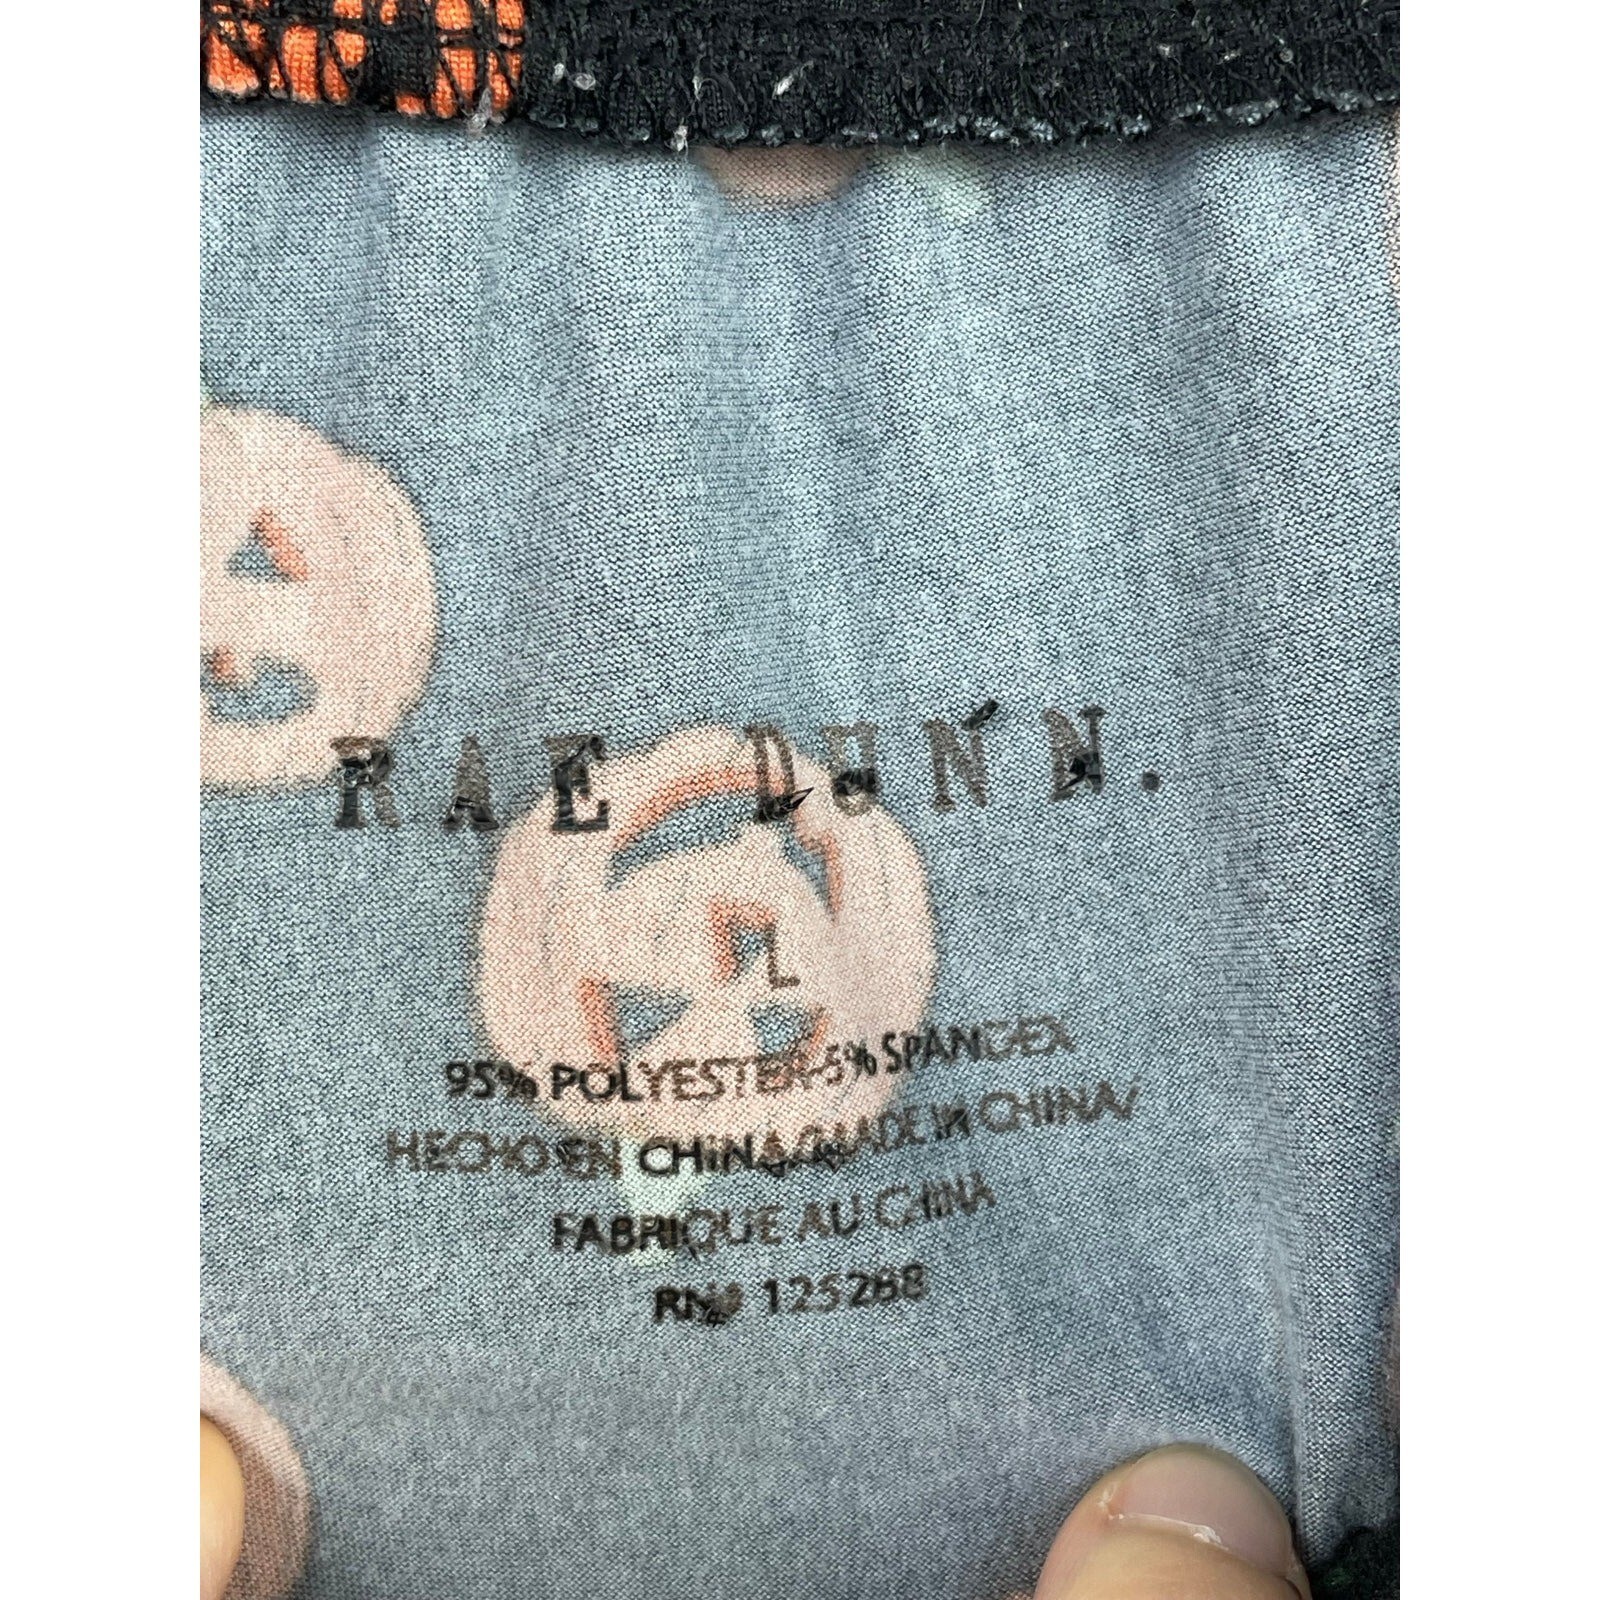 RAE DUNN.
L
95% POLYESTER 5% SPANDEX
HECHO EN CHINA/MADE IN CHINA/
FABRIQUE AU CHINA
RN# 125288